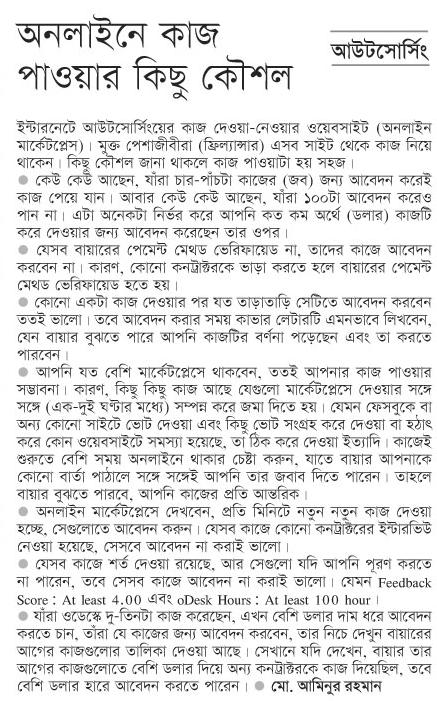 অনলাইনে কাজ
পাওয়ার কিছু কৌশল
আউটসোর্সিং
ইন্টারনেটে আউটসোর্সিংয়ের কাজ দেওয়া-নেওয়ার ওয়েবসাইট (অনলাইন
মার্কেটপ্লেস)। মুক্ত পেশাজীবীরা (ফ্রিল্যান্সার) এসব সাইট থেকে কাজ নিয়ে
থাকেন। কিছু কৌশল জানা থাকলে কাজ পাওয়াটা হয় সহজ।
● কেউ কেউ আছেন, যাঁরা চার-পাঁচটা কাজের (জব) জন্য আবেদন করেই
কাজ পেয়ে যান। আবার কেউ কেউ আছেন, যাঁরা ১০০টা আবেদন করেও
পান না। এটা অনেকটা নির্ভর করে আপনি কত কম অর্থে (ডলার) কাজটি
করে দেওয়ার জন্য আবেদন করেছেন তার ওপর।
● যেসব বায়ারের পেমেন্ট মেথড ভেরিফায়েড না, তাদের কাজে আবেদন
করবেন না। কারণ, কোনো কনট্রাক্টরকে ভাড়া করতে হলে বায়ারের পেমেন্ট
মেথড ভেরিফায়েড হতে হয়।
● কোনো একটা কাজ দেওয়ার পর যত তাড়াতাড়ি সেটিতে আবেদন করবেন
ততই ভালো। তবে আবেদন করার সময় কাভার লেটারটি এমনভাবে লিখবেন,
যেন বায়ার বুঝতে পারে আপনি কাজটির বর্ণনা পড়েছেন এবং তা করতে
পারবেন।
● আপনি যত বেশি মার্কেটপ্লেসে থাকবেন, ততই আপনার কাজ পাওয়ার
সম্ভাবনা। কারণ, কিছু কিছু কাজ আছে যেগুলো মার্কেটপ্লেসে দেওয়ার সঙ্গে
সঙ্গে (এক-দুই ঘণ্টার মধ্যে) সম্পন্ন করে জমা দিতে হয়। যেমন ফেসবুকে বা
অন্য কোনো সাইটে ভোট দেওয়া এবং কিছু ভোট সংগ্রহ করে দেওয়া বা হঠাৎ
করে কোন ওয়েবসাইটে সমস্যা হয়েছে, তা ঠিক করে দেওয়া ইত্যাদি। কাজেই
শুরুতে বেশি সময় অনলাইনে থাকার চেষ্টা করুন, যাতে বায়ার আপনাকে
কোনো বার্তা পাঠালে সঙ্গে সঙ্গেই আপনি তার জবাব দিতে পারেন। তাহলে
বায়ার বুঝতে পারবে, আপনি কাজের প্রতি আন্তরিক।
● অনলাইন মার্কেটপ্লেসে দেখবেন, প্রতি মিনিটে নতুন নতুন কাজ দেওয়া
হচ্ছে, সেগুলোতে আবেদন করুন। যেসব কাজে কোনো কনট্রাক্টরের ইন্টারভিউ
নেওয়া হয়েছে, সেসবে আবেদন না করাই ভালো।
● যেসব কাজে শর্ত দেওয়া রয়েছে, আর সেগুলো যদি আপনি পূরণ করতে
না পারেন, তবে সেসব কাজে আবেদন না করাই ভালো। যেমন Feedback
Score : At least 4.00 এবং oDesk Hours : At least 100 hour।
● যাঁরা ওডেস্কে দু-তিনটা কাজ করেছেন, এখন বেশি ডলার দাম ধরে আবেদন
করতে চান, তাঁরা যে কাজের জন্য আবেদন করবেন, তার নিচে দেখুন বায়ারের
আগের কাজগুলোর তালিকা দেওয়া আছে। সেখানে যদি দেখেন, বায়ার তার
আগের কাজগুলোতে বেশি ডলার দিয়ে অন্য কনট্রাক্টরকে কাজ দিয়েছিল, তবে
বেশি ডলার হারে আবেদন করতে পারেন। ● মো. আমিনুর রহমান